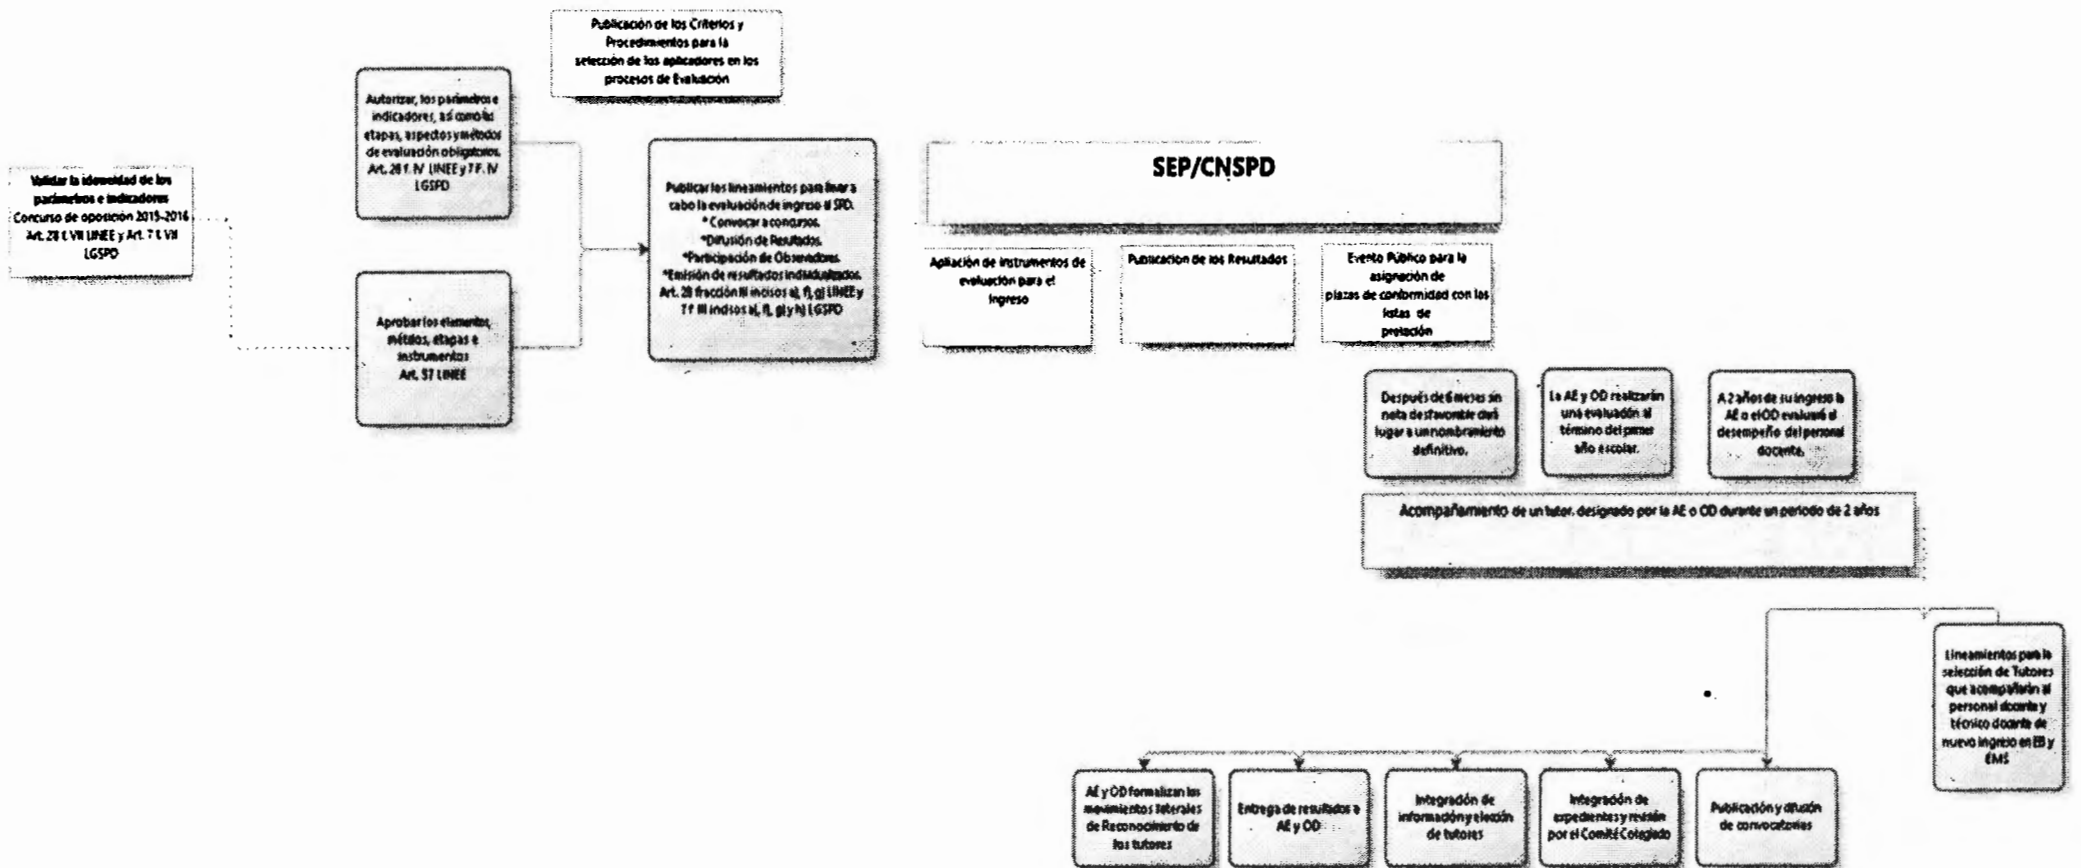 Publicación de los Criterios y
Procedimientos para la
selección de los aplicadores en los
procesos de Evaluación
Autorizar, los parámetros e
indicadores, así como las
etapas, aspectos y métodos
de evaluación obligatorios.
Art. 28 f. IV LINEE y 7 F. IV
LGSPD
Validar la idoneidad de los
parámetros e indicadores
Concurso de oposición 2015-2016
Art. 28 f. VII LINEE y Art. 7 f. VII
LGSPD
Aprobar los elementos,
métdos, etapas e
instrumentos
Art. 57 LINEE
Publicar los lineamientos para llevar a
cabo la evaluación de ingreso al SPD.
* Convocar a concursos.
*Difusión de Resultados.
*Participación de Observadores.
*Emisión de resultados individualizados.
Art. 28 fracción III incisos a), f), g) LINEE y
7 f III incisos a), f), g) y h) LGSPD
SEP/CNSPD
Apliación de instrumentos de
evaluación para el
ingreso
Publicacion de los Resultados
Evento Público para la
asignación de
plazas de conformidad con las
listas de
prelación
Después de 6 meses sin
nota desfavorable dará
lugar a un nombramiento
definitivo.
La AE y OD realizarán
una evaluación al
término del primer
año escolar.
A 2 años de su ingreso la
AE o el OD evaluará el
desempeño del personal
docente.
Acompañamiento de un tutor, designado por la AE o OD durante un periodo de 2 años
Lineamientos para la
selección de Tutores
que acompañarán al
personal docente y
técnico docente de
nuevo ingreso en EB y
EMS
AE y OD formalizan los
movimientos laterales
de Reconocimiento de
los tutores
Entrega de resultados a
AE y OD
Integración de
información y elección
de tutores
Integración de
expedientes y revisión
por el Comité Colegiado
Publicación y difusión
de convocatorias